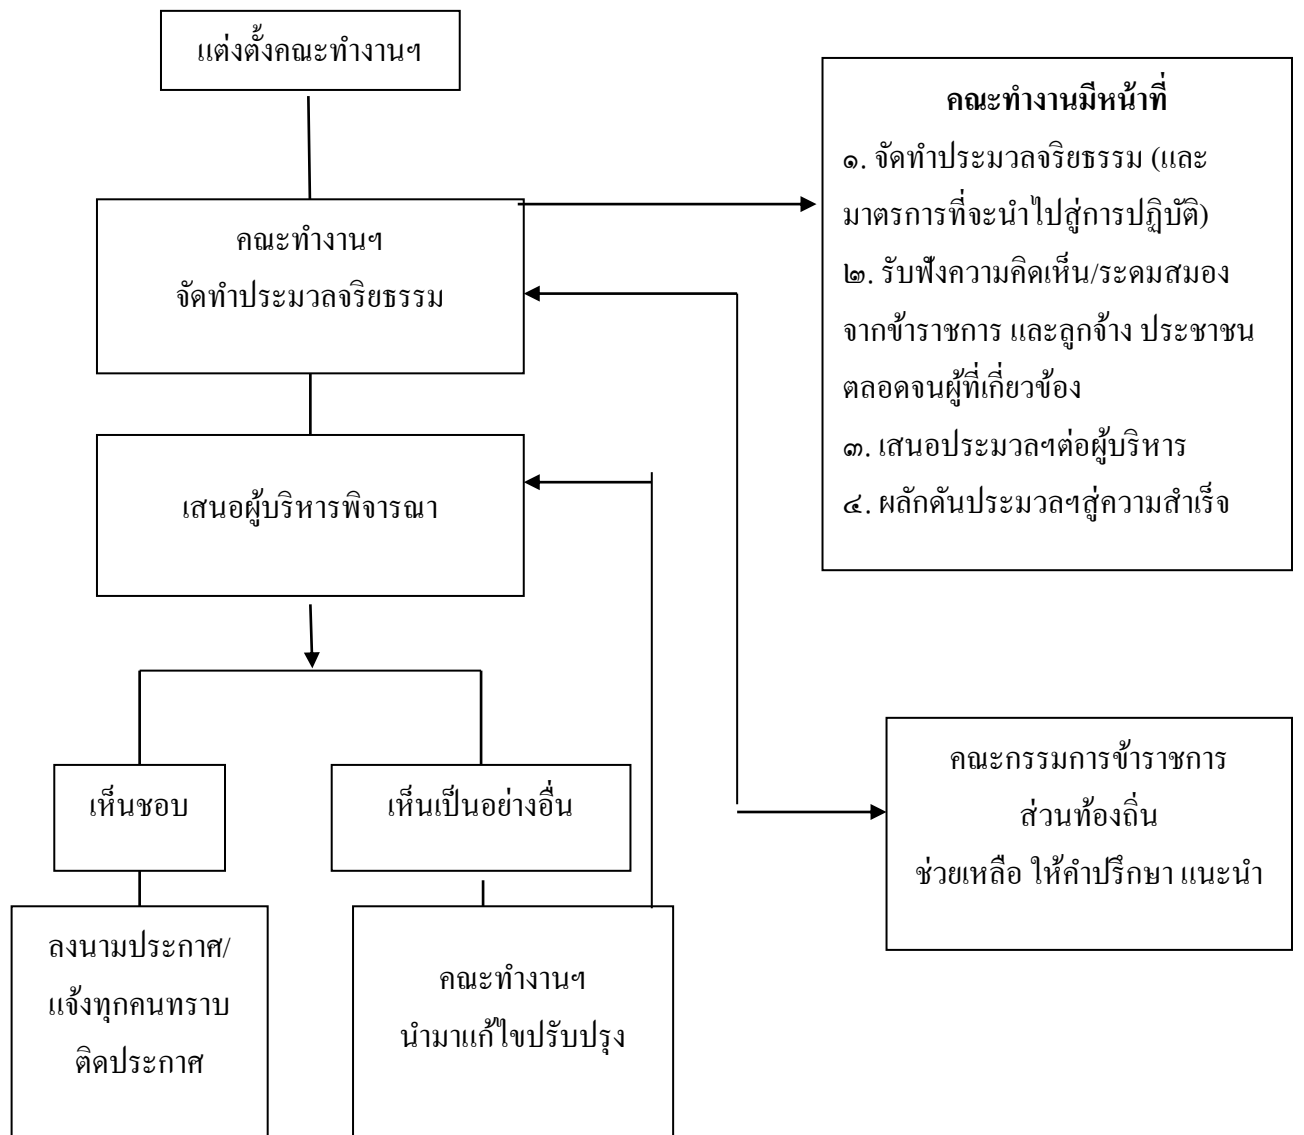 แต่งตั้งคณะทำงานฯ
คณะทำงานฯ
จัดทำประมวลจริยธรรม
คณะทำงานมีหน้าที่
๑. จัดทำประมวลจริยธรรม (และ
มาตรการที่จะนำไปสู่การปฏิบัติ)
๒. รับฟังความคิดเห็น/ระดมสมอง
จากข้าราชการ และลูกจ้าง ประชาชน
ตลอดจนผู้ที่เกี่ยวข้อง
๓. เสนอประมวลฯต่อผู้บริหาร
๔. ผลักดันประมวลฯสู่ความสำเร็จ
เสนอผู้บริหารพิจารณา
เห็นชอบ
เห็นเป็นอย่างอื่น
คณะกรรมการข้าราชการ
ส่วนท้องถิ่น
ช่วยเหลือ ให้คำปรึกษา แนะนำ
ลงนามประกาศ/
แจ้งทุกคนทราบ
ติดประกาศ
คณะทำงานฯ
นำมาแก้ไขปรับปรุง